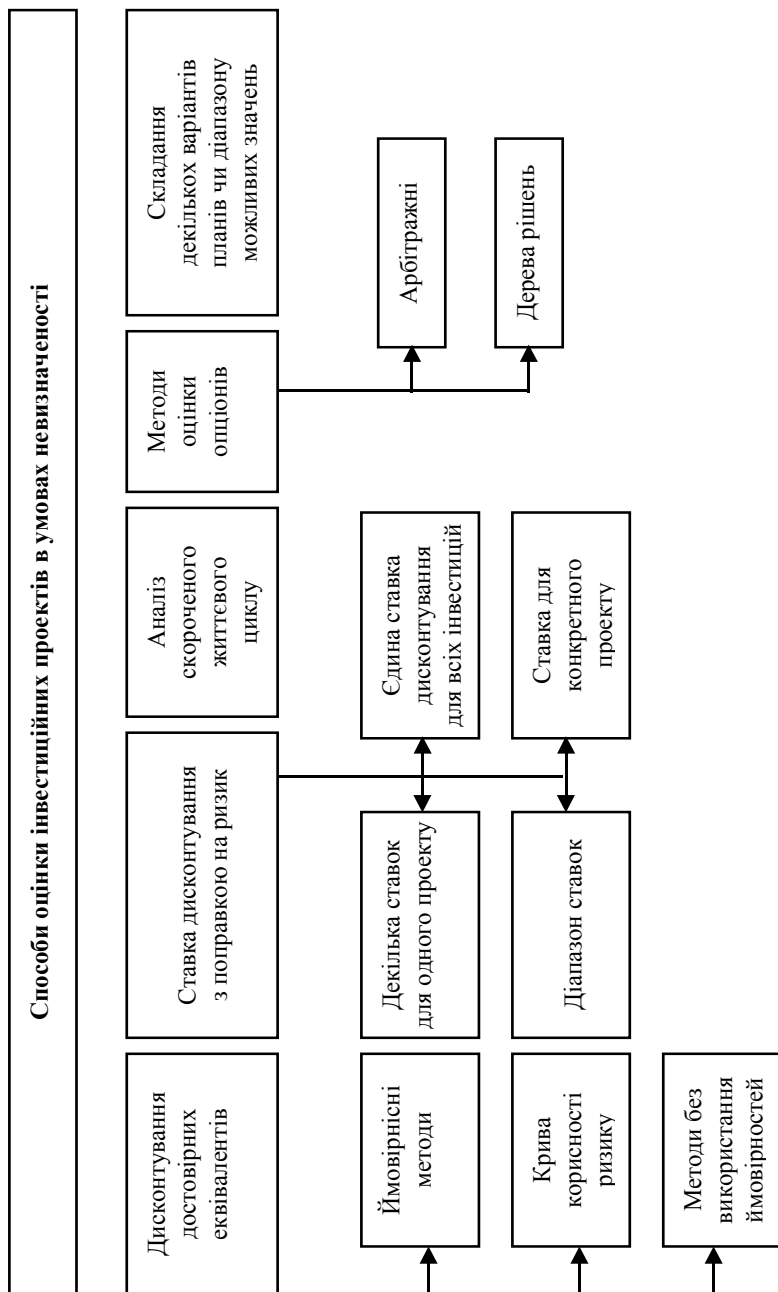 Способи оцінки інвестиційних проектів в умовах невизначеності
Дисконтування
достовірних
еквівалентів
Ставка дисконтування
з поправкою на ризик
Аналіз
скороченого
життєвого
циклу
Методи
оцінки
опціонів
Складання
декількох варіантів
планів чи діапазону
можливих значень
Ймовірнісні
методи
Декілька ставок
для одного проекту
Єдина ставка
дисконтування
для всіх інвестицій
Арбітражні
Крива
корисності
ризику
Діапазон ставок
Ставка для
конкретного
проекту
Дерева рішень
Методи без
використання
ймовірностей